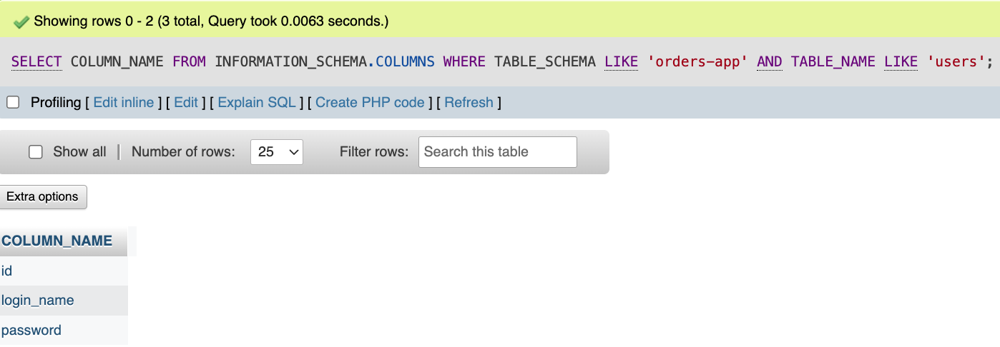 Showing rows 0 - 2 (3 total, Query took 0.0063 seconds.)
SELECT COLUMN_NAME FROM INFORMATION_SCHEMA.COLUMNS WHERE TABLE_SCHEMA LIKE 'orders-app' AND TABLE_NAME LIKE 'users';
Profiling [ Edit inline ] [ Edit ] [ Explain SQL ] [ Create PHP code ] [ Refresh ]
Show all | Number of rows: 25 Filter rows: Search this table
Extra options
COLUMN_NAME
id
login_name
password